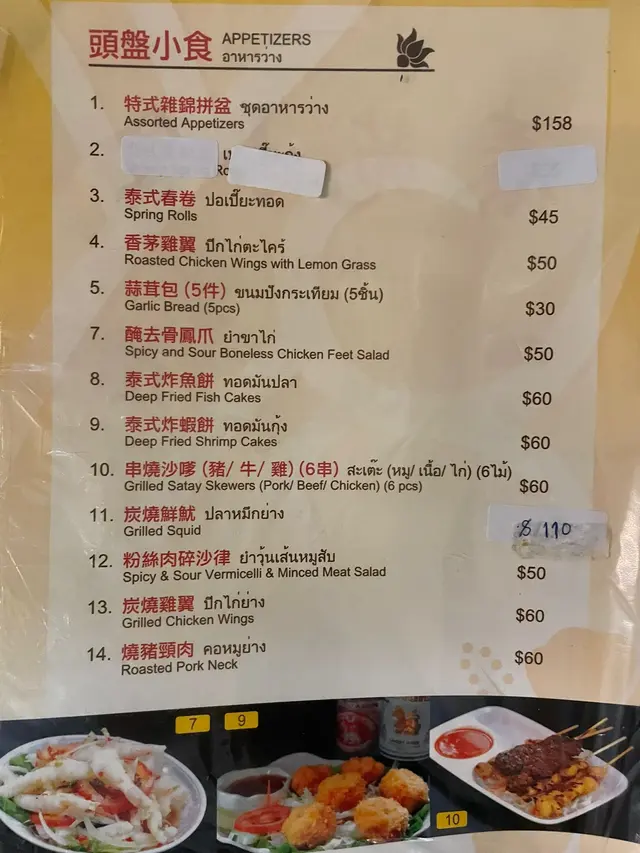 頭盤小食 APPETIZERS
อาหารว่าง
1. 特式雜錦拼盆 ชุดอาหารว่าง
Assorted Appetizers $158
2.
3. 泰式春卷 ปอเปี๊ยะทอด
Spring Rolls $45
4. 香茅雞翼 ปีกไก่ตะไคร้
Roasted Chicken Wings with Lemon Grass $50
5. 蒜茸包 (5件) ขนมปังกระเทียม (5ชิ้น)
Garlic Bread (5pcs) $30
7. 醃去骨鳳爪 ยำขาไก่
Spicy and Sour Boneless Chicken Feet Salad $50
8. 泰式炸魚餅 ทอดมันปลา
Deep Fried Fish Cakes $60
9. 泰式炸蝦餅 ทอดมันกุ้ง
Deep Fried Shrimp Cakes $60
10. 串燒沙嗲 (豬/ 牛/ 雞) (6串) สะเต๊ะ (หมู/ เนื้อ/ ไก่) (6ไม้)
Grilled Satay Skewers (Pork/ Beef/ Chicken) (6 pcs) $60
11. 炭燒鮮魷 ปลาหมึกย่าง
Grilled Squid $110
12. 粉絲肉碎沙律 ยำวุ้นเส้นหมูสับ
Spicy & Sour Vermicelli & Minced Meat Salad $50
13. 炭燒雞翼 ปีกไก่ย่าง
Grilled Chicken Wings $60
14. 燒豬頸肉 คอหมูย่าง
Roasted Pork Neck $60
7 9
10